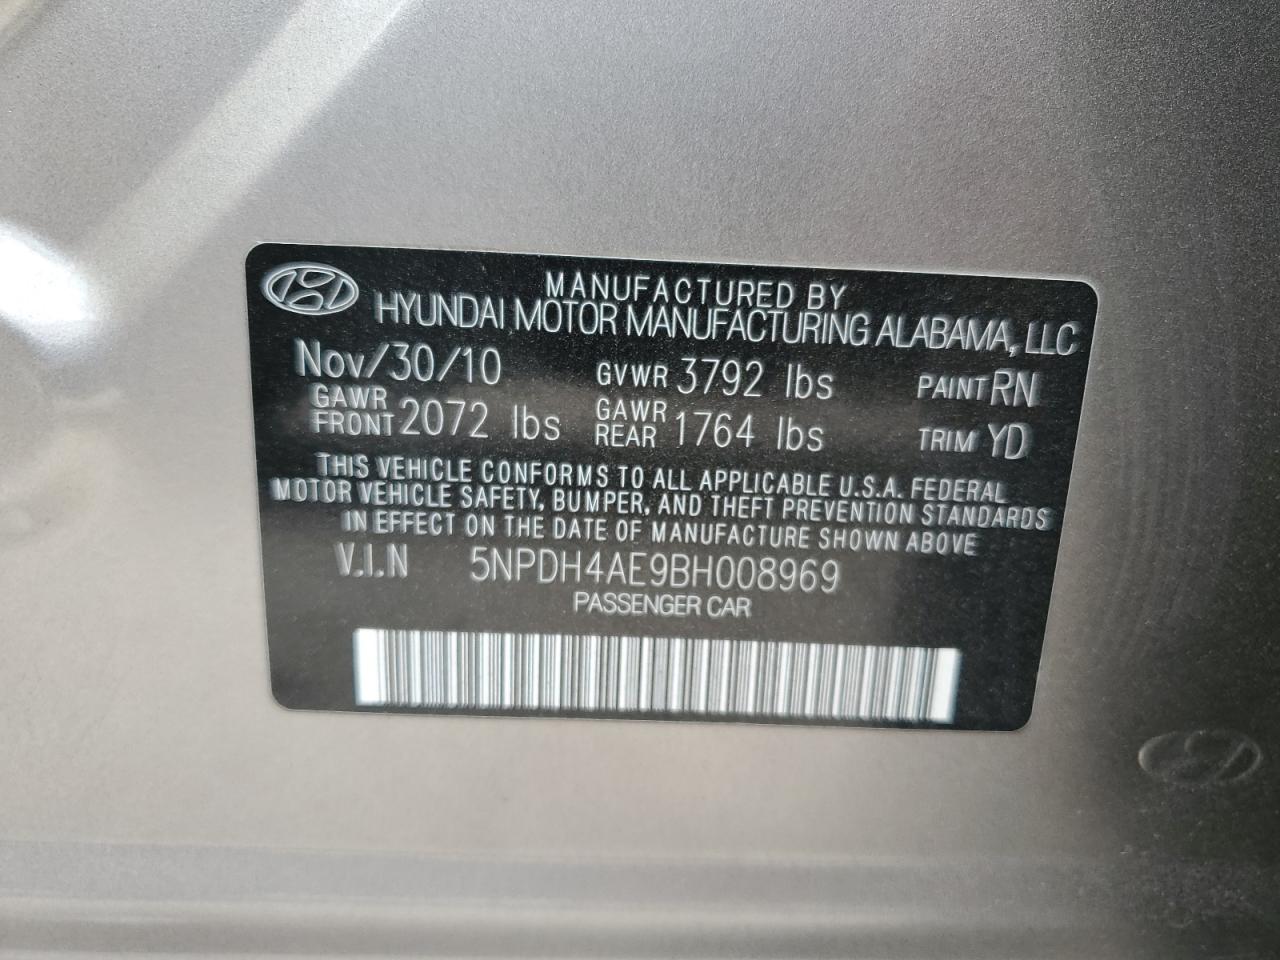 MANUFACTURED BY
HYUNDAI MOTOR MANUFACTURING ALABAMA, LLC
Nov/30/10 GVWR 3792 lbs PAINT RN
GAWR FRONT 2072 lbs GAWR REAR 1764 lbs TRIM YD
THIS VEHICLE CONFORMS TO ALL APPLICABLE U.S.A. FEDERAL
MOTOR VEHICLE SAFETY, BUMPER, AND THEFT PREVENTION STANDARDS
IN EFFECT ON THE DATE OF MANUFACTURE SHOWN ABOVE
V.I.N 5NPDH4AE9BH008969
PASSENGER CAR